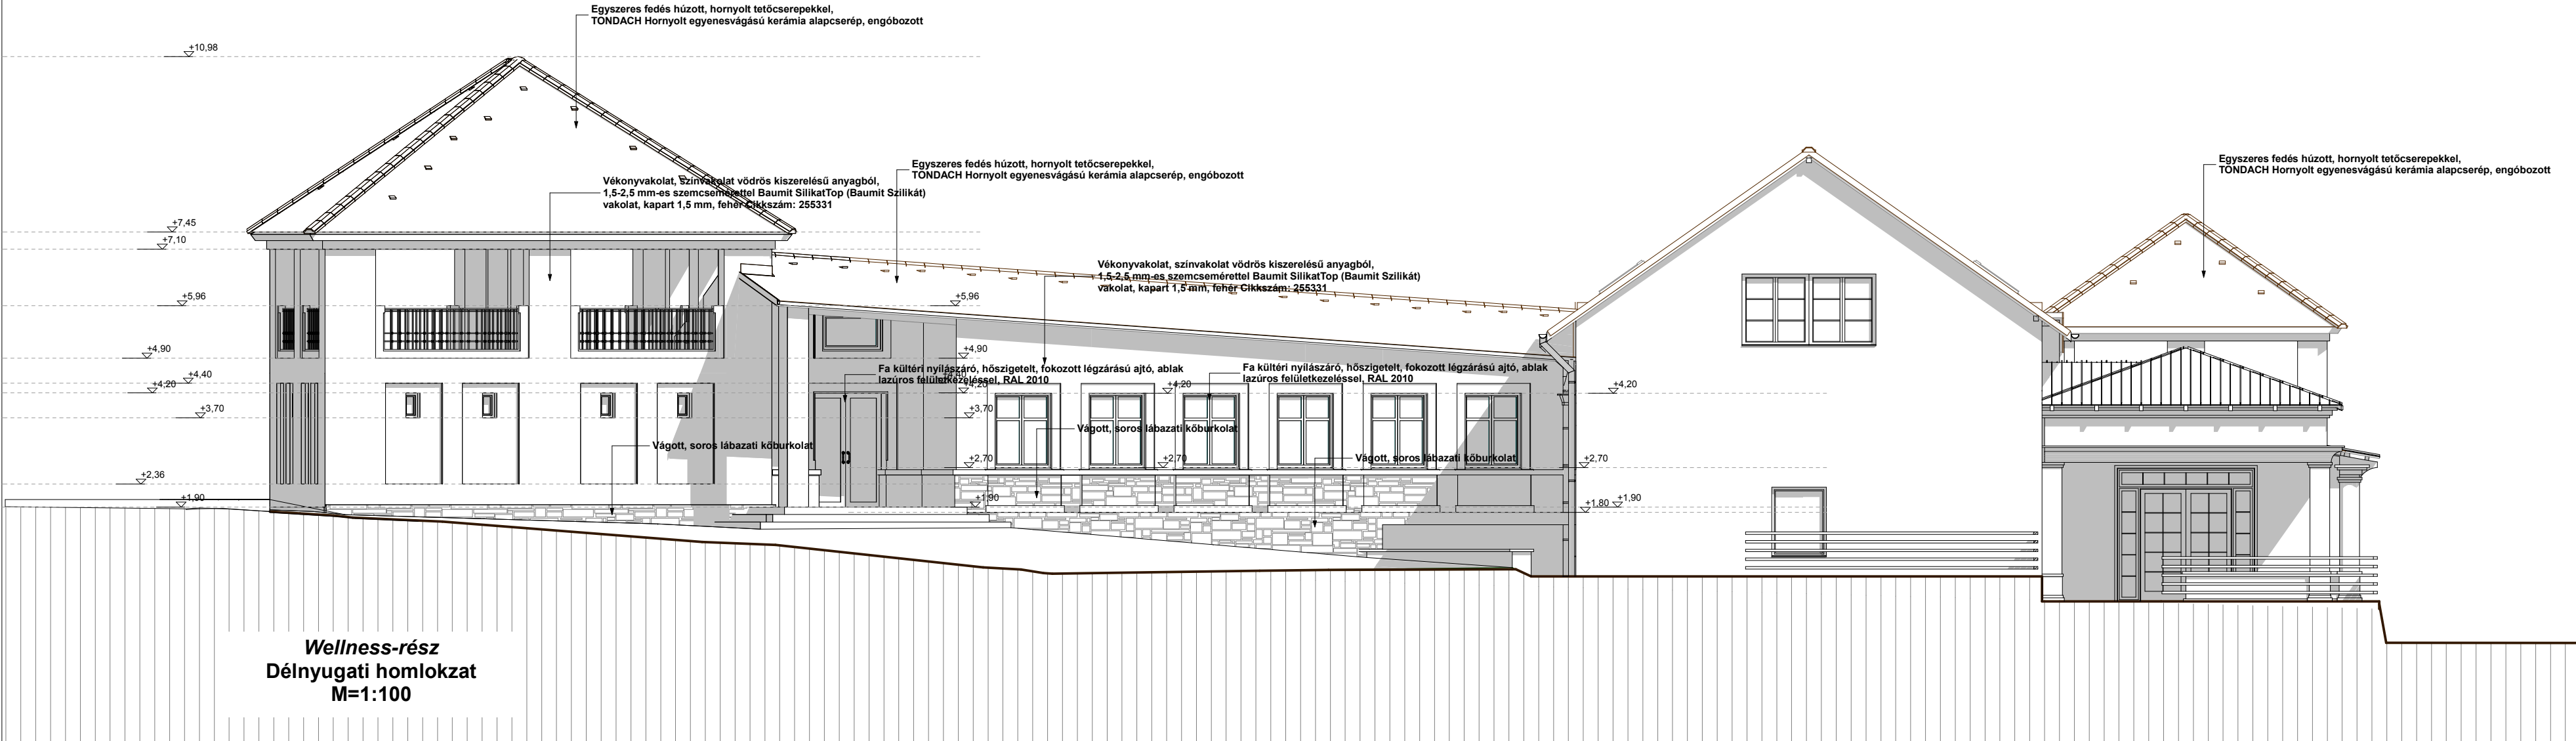 Egyszeres fedés húzott, hornyolt tetőcserepekkel,
TONDACH Hornyolt egyenesvágású kerámia alapcserép, engóbozott
+10,98
Egyszeres fedés húzott, hornyolt tetőcserepekkel,
TONDACH Hornyolt egyenesvágású kerámia alapcserép, engóbozott
Egyszeres fedés húzott, hornyolt tetőcserepekkel,
TONDACH Hornyolt egyenesvágású kerámia alapcserép, engóbozott
Vékonyvakolat, színvakolat vödrös kiszerelésű anyagból,
1,5-2,5 mm-es szemcsemérettel Baumit SilikatTop (Baumit Szilikát)
vakolat, kapart 1,5 mm, fehér Cikkszám: 255331
+7,45
+7,10
Vékonyvakolat, színvakolat vödrös kiszerelésű anyagból,
1,5-2,5 mm-es szemcsemérettel Baumit SilikatTop (Baumit Szilikát)
vakolat, kapart 1,5 mm, fehér Cikkszám: 255331
+5,96
+5,96
+4,90
+4,90
Fa kültéri nyílászáró, hőszigetelt, fokozott légzárású ajtó, ablak
lazúros felületkezeléssel, RAL 2010
Fa kültéri nyílászáró, hőszigetelt, fokozott légzárású ajtó, ablak
lazúros felületkezeléssel, RAL 2010
+4,40
+4,40
+4,20
+4,20
+4,20
+4,20
+3,70
+3,70
Vágott, soros lábazati kőburkolat
Vágott, soros lábazati kőburkolat
Vágott, soros lábazati kőburkolat
+2,70
+2,70
+2,70
+2,36
+1,90
+1,90
+1,80
+1,90
Wellness-rész
Délnyugati homlokzat
M=1:100